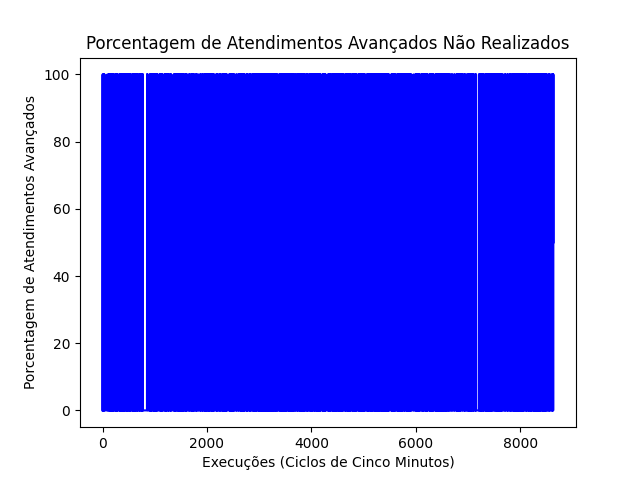 Porcentagem de Atendimentos Avançados Não Realizados
Porcentagem de Atendimentos Avançados
100
80
60
40
20
0
0 2000 4000 6000 8000
Execuções (Ciclos de Cinco Minutos)